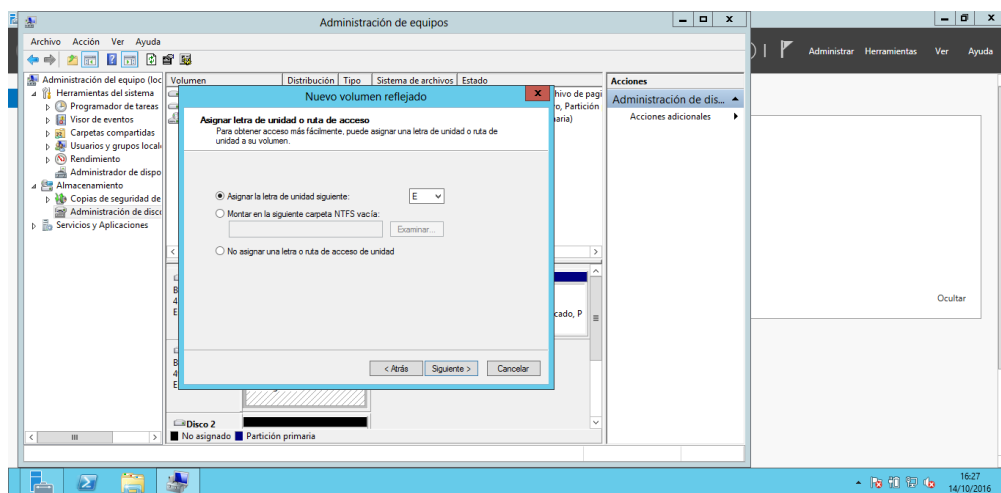 Administración de equipos
Archivo Acción Ver Ayuda
Administrar Herramientas Ver Ayuda
Administración del equipo (loc
Herramientas del sistema
Programador de tareas
Visor de eventos
Carpetas compartidas
Usuarios y grupos local
Rendimiento
Administrador de dispo
Almacenamiento
Copias de seguridad de
Administración de discu
Servicios y Aplicaciones
Volumen Distribución Tipo Sistema de archivos Estado
hivo de pagi
o, Partición
aria)
Nuevo volumen reflejado
Asignar letra de unidad o ruta de acceso
Para obtener acceso más fácilmente, puede asignar una letra de unidad o ruta de
unidad a su volumen.
Asignar la letra de unidad siguiente: E
Montar en la siguiente carpeta NTFS vacía:
Examinar...
No asignar una letra o ruta de acceso de unidad
< Atrás Siguiente > Cancelar
cado, P
Disco 2
No asignado Partición primaria
Acciones
Administración de dis...
Acciones adicionales
Ocultar
16:27
14/10/2016